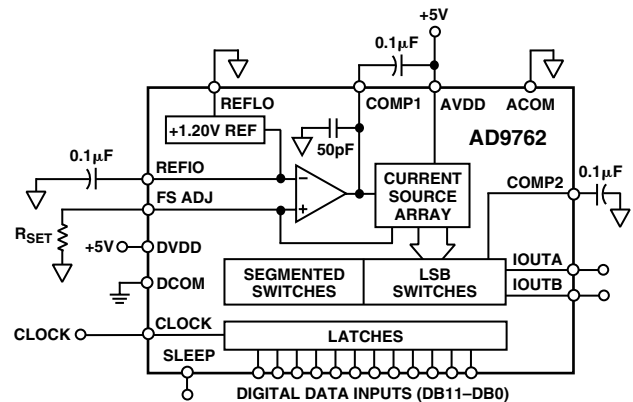 +5V
0.1µF
REFLO
COMP1
AVDD
ACOM
+1.20V REF
50pF
AD9762
0.1µF
REFIO
FS ADJ
RSET
+5V
DVDD
DCOM
CURRENT
SOURCE
ARRAY
COMP2
0.1µF
SEGMENTED
SWITCHES
LSB
SWITCHES
IOUTA
IOUTB
CLOCK
CLOCK
LATCHES
SLEEP
DIGITAL DATA INPUTS (DB11–DB0)